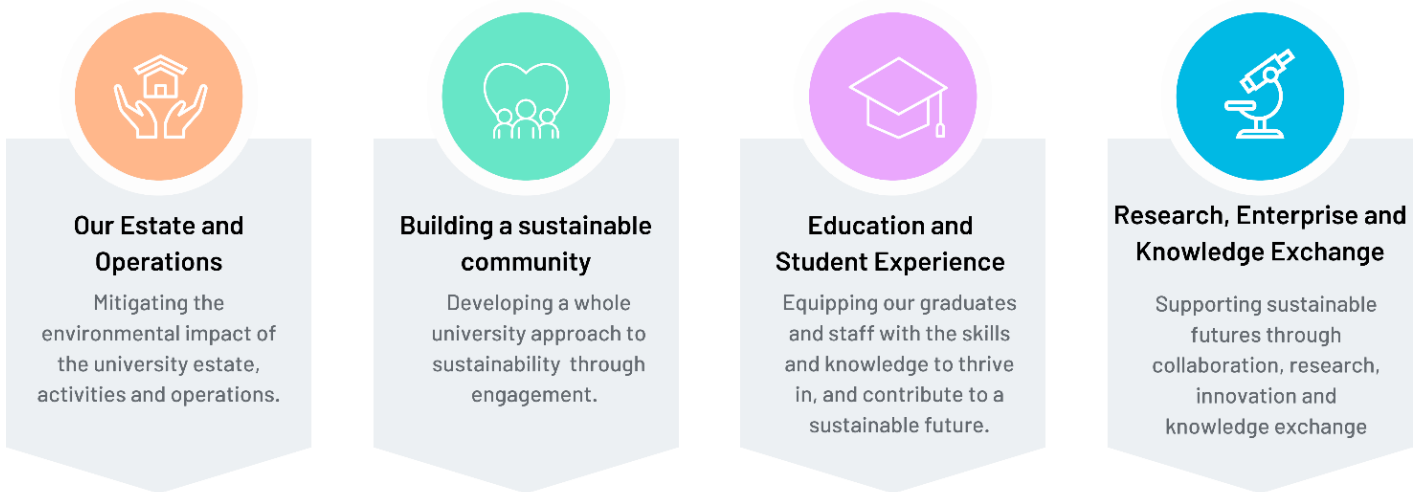 Our Estate and
Operations
Mitigating the
environmental impact of
the university estate,
activities and operations.
Building a sustainable
community
Developing a whole
university approach to
sustainability through
engagement.
Education and
Student Experience
Equipping our graduates
and staff with the skills
and knowledge to thrive
in, and contribute to a
sustainable future.
Research, Enterprise and
Knowledge Exchange
Supporting sustainable
futures through
collaboration, research,
innovation and
knowledge exchange